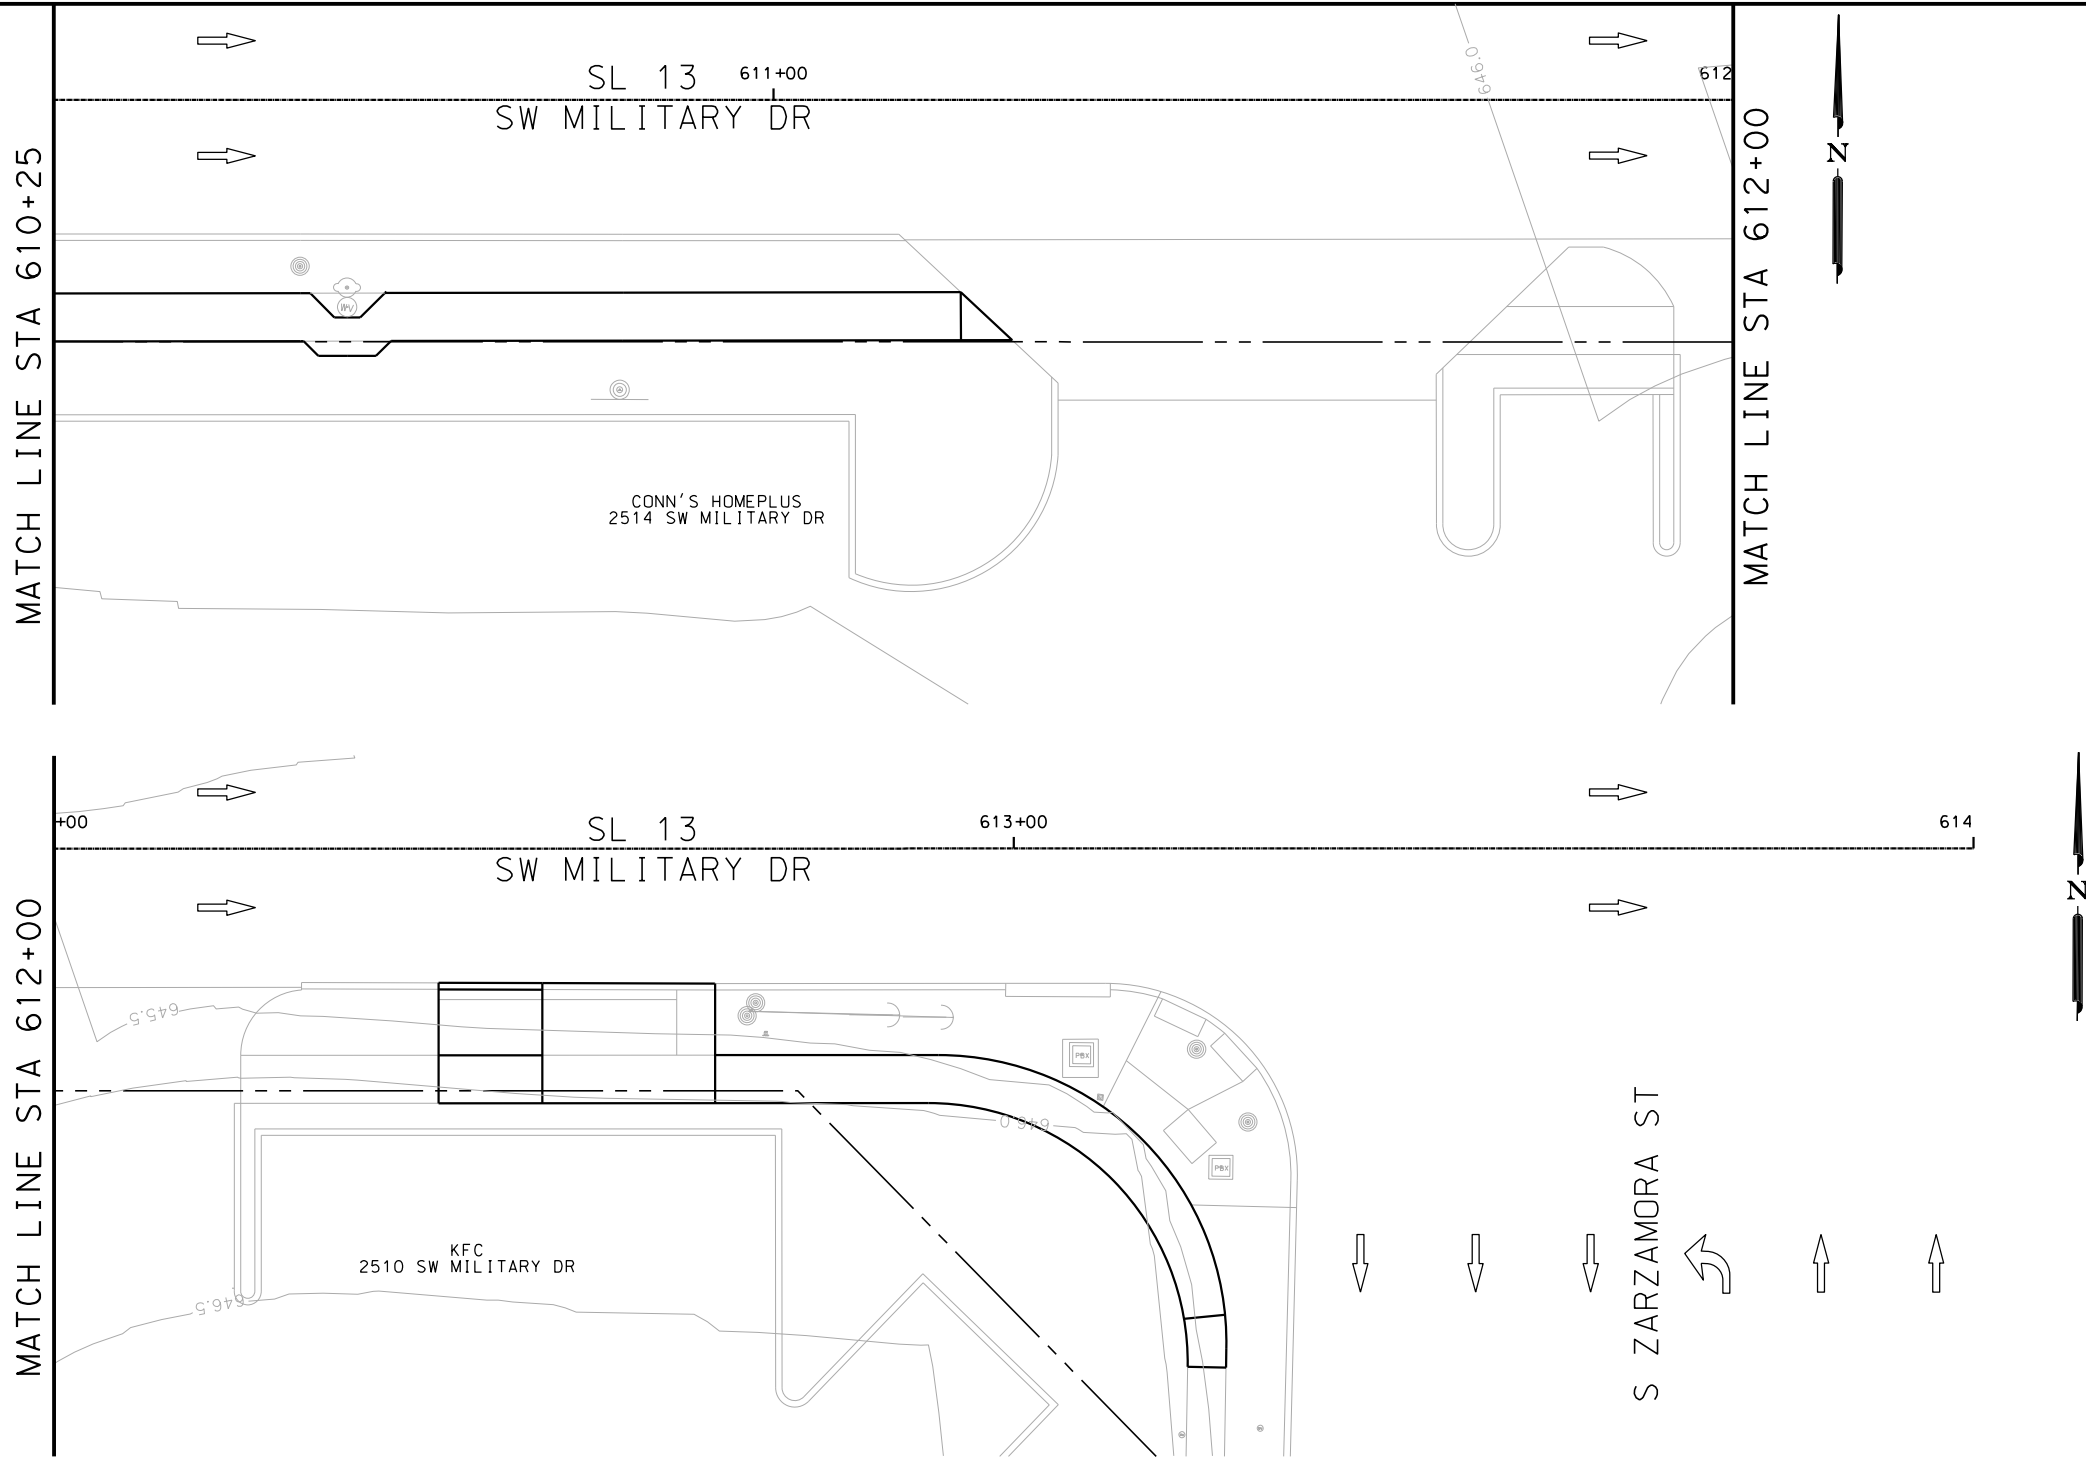 SL 13
611+00
612
646.0
SW MILITARY DR
MATCH LINE STA 610+25
MATCH LINE STA 612+00
N
WV
CONN'S HOMEPLUS
2514 SW MILITARY DR
+00
SL 13
613+00
614
SW MILITARY DR
N
MATCH LINE STA 612+00
645.5
PBX
646.0
PBX
KFC
2510 SW MILITARY DR
646.5
S ZARZAMORA ST